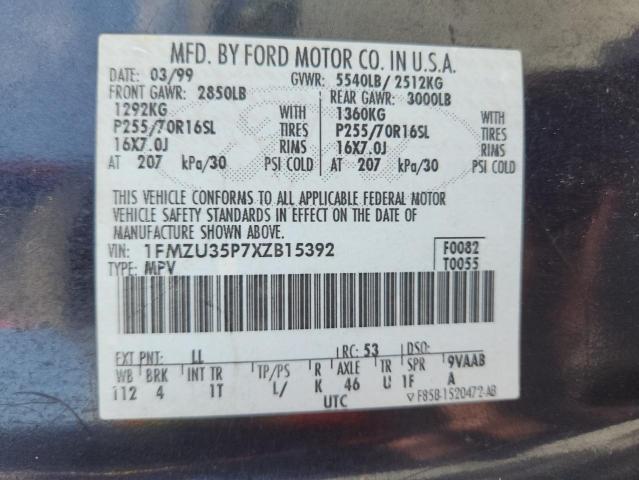 MFD. BY FORD MOTOR CO. IN U.S.A.
DATE: 03/99 GVWR: 5540LB/ 2512KG
FRONT GAWR: 2850LB REAR GAWR: 3000LB
1292KG WITH 1360KG WITH
P255/70R16SL TIRES P255/70R16SL TIRES
16X7.0J RIMS 16X7.0J RIMS
AT 207 kPa/30 PSI COLD AT 207 kPa/30 PSI COLD
THIS VEHICLE CONFORMS TO ALL APPLICABLE FEDERAL MOTOR
VEHICLE SAFETY STANDARDS IN EFFECT ON THE DATE OF
MANUFACTURE SHOWN ABOVE.
VIN: 1FMZU35P7XZB15392 F0082
TYPE: MPV T0055
EXT PNT: LL RC: 53 DSO:
WB BRK INT TR TP/PS R AXLE TR SPR 9VAAB
112 4 1T L/ K 46 U 1F A
UTC F85B-1520472-AB